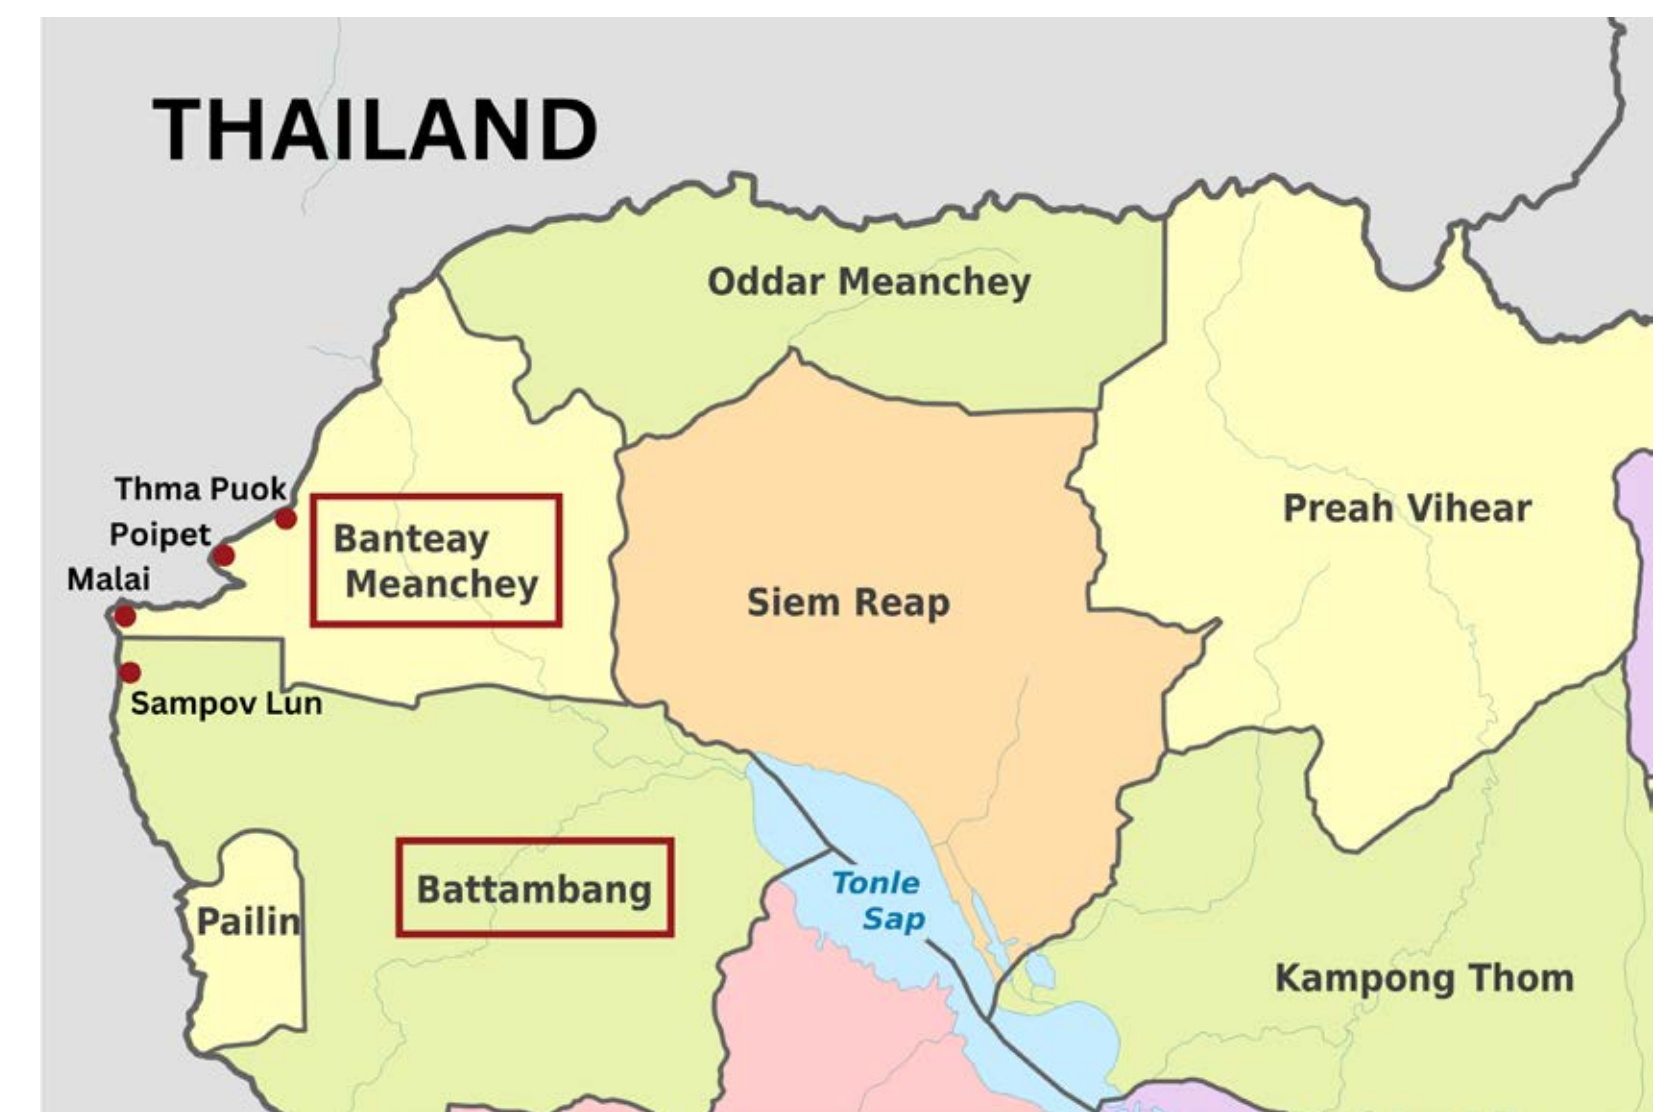 THAILAND
Oddar Meanchey
Thma Puok
Poipet
Malai
Banteay
Meanchey
Siem Reap
Preah Vihear
Sampov Lun
Battambang
Pailin
Tonle
Sap
Kampong Thom